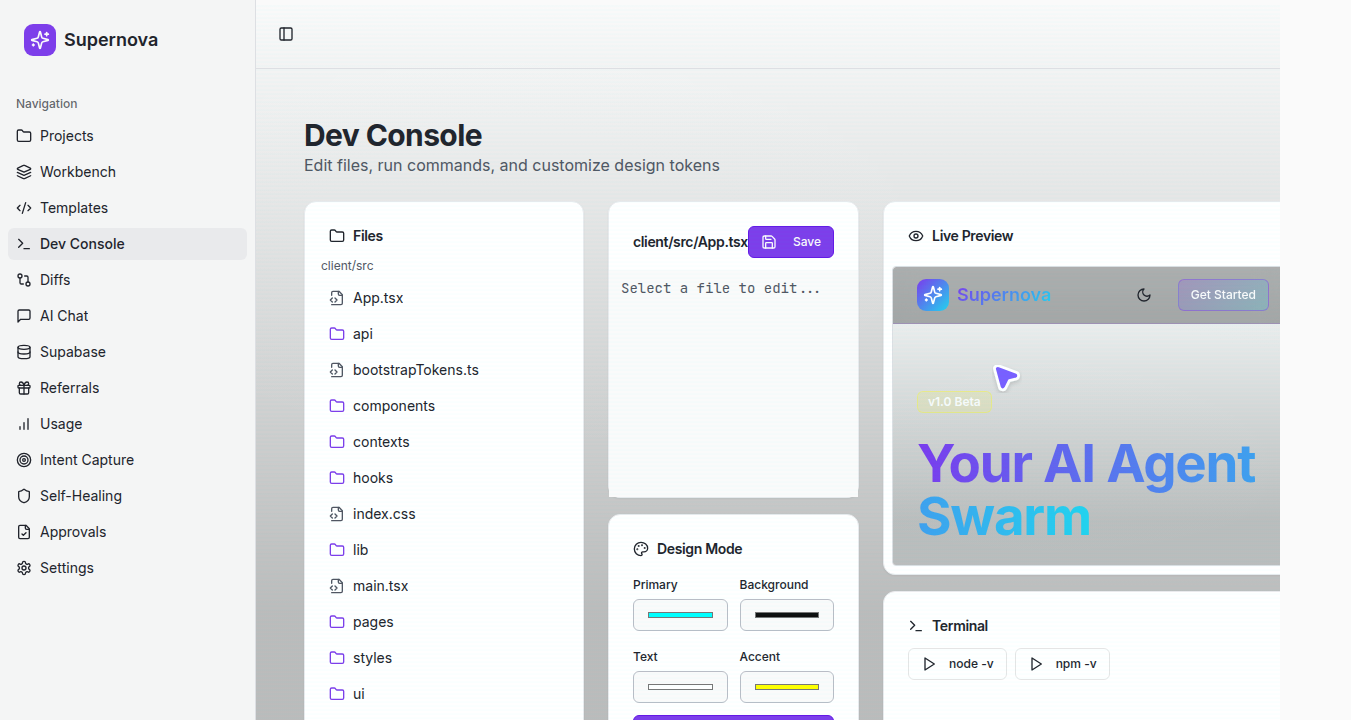 Supernova
Navigation
Projects
Workbench
Templates
Dev Console
Diffs
AI Chat
Supabase
Referrals
Usage
Intent Capture
Self-Healing
Approvals
Settings
Dev Console
Edit files, run commands, and customize design tokens
Files
client/src
App.tsx
api
bootstrapTokens.ts
components
contexts
hooks
index.css
lib
main.tsx
pages
styles
ui
client/src/App.tsx
Save
Select a file to edit...
Design Mode
Primary
Background
Text
Accent
Live Preview
Supernova
Get Started
v1.0 Beta
Your AI Agent
Swarm
Terminal
node -v
npm -v